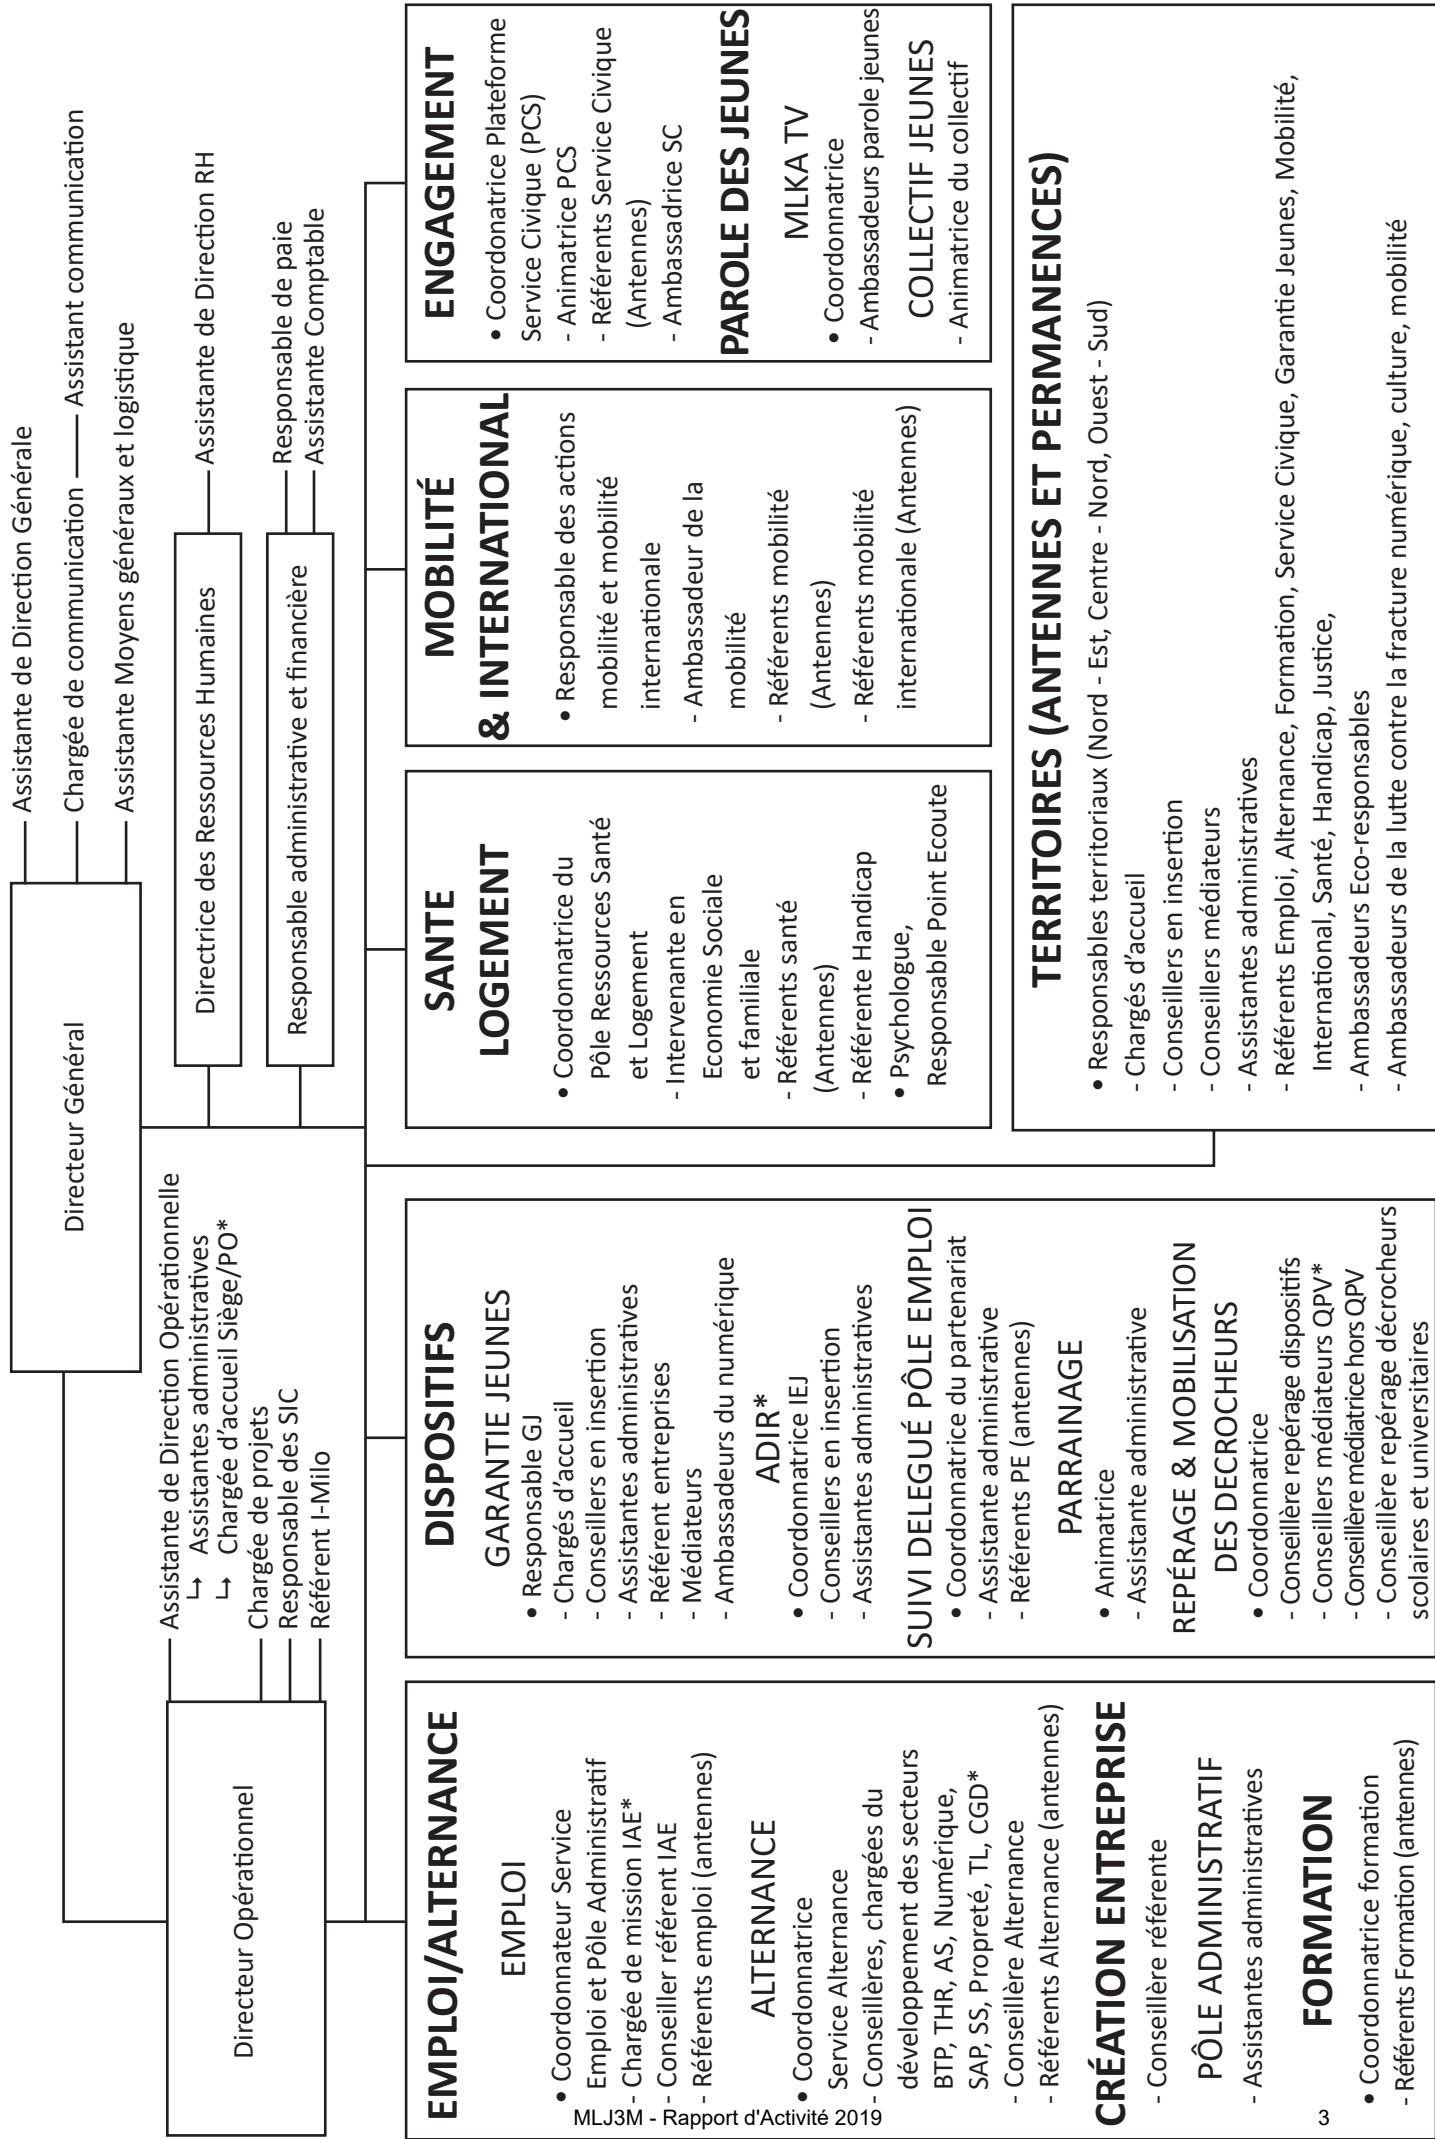 Directeur Général
Assistante de Direction Générale
Chargée de communication
Assistant communication
Assistante Moyens généraux et logistique
Directrice des Ressources Humaines
Assistante de Direction RH
Responsable administrative et financière
Responsable de paie
Assistante Comptable
Directeur Opérationnel
Assistante de Direction Opérationnelle
↳ Assistantes administratives
↳ Chargée d'accueil Siège/PO*
Chargée de projets
Responsable des SIC
Référent I-Milo
EMPLOI/ALTERNANCE
EMPLOI
• Coordonnateur Service
Emploi et Pôle Administratif
- Chargée de mission IAE*
- Conseiller référent IAE
- Référents emploi (antennes)
ALTERNANCE
• Coordonnatrice
Service Alternance
- Conseillères, chargées du
développement des secteurs
BTP, THR, AS, Numérique,
SAP, SS, Propreté, TL, CGD*
- Conseillère Alternance
- Référents Alternance (antennes)
CRÉATION ENTREPRISE
- Conseillère référente
PÔLE ADMINISTRATIF
- Assistantes administratives
FORMATION
• Coordonnatrice formation
- Référents Formation (antennes)
DISPOSITIFS
GARANTIE JEUNES
• Responsable GJ
- Chargés d'accueil
- Conseillers en insertion
- Assistantes administratives
- Référent entreprises
- Médiateurs
- Ambassadeurs du numérique
ADIR*
• Coordonnatrice IEJ
- Conseillers en insertion
- Assistantes administratives
SUIVI DELEGUÉ PÔLE EMPLOI
• Coordonnatrice du partenariat
- Assistante administrative
- Référents PE (antennes)
PARRAINAGE
• Animatrice
- Assistante administrative
REPÉRAGE & MOBILISATION
DES DECROCHEURS
• Coordonnatrice
- Conseillère repérage dispositifs
- Conseillers médiateurs QPV*
- Conseillère médiatrice hors QPV
- Conseillère repérage décrocheurs
scolaires et universitaires
SANTE
LOGEMENT
• Coordonnatrice du
Pôle Ressources Santé
et Logement
- Intervenante en
Economie Sociale
et familiale
- Référents santé
(Antennes)
- Référente Handicap
• Psychologue,
Responsable Point Ecoute
MOBILITÉ
& INTERNATIONAL
• Responsable des actions
mobilité et mobilité
internationale
- Ambassadeur de la
mobilité
- Référents mobilité
(Antennes)
- Référents mobilité
internationale (Antennes)
ENGAGEMENT
• Coordonatrice Plateforme
Service Civique (PCS)
- Animatrice PCS
- Référents Service Civique
(Antennes)
- Ambassadrice SC
PAROLE DES JEUNES
MLKA TV
• Coordonnatrice
- Ambassadeurs parole jeunes
COLLECTIF JEUNES
- Animatrice du collectif
TERRITOIRES (ANTENNES ET PERMANENCES)
• Responsables territoriaux (Nord - Est, Centre - Nord, Ouest - Sud)
- Chargés d'accueil
- Conseillers en insertion
- Conseillers médiateurs
- Assistantes administratives
- Référents Emploi, Alternance, Formation, Service Civique, Garantie Jeunes, Mobilité,
International, Santé, Handicap, Justice,
- Ambassadeurs Eco-responsables
- Ambassadeurs de la lutte contre la fracture numérique, culture, mobilité
MLJ3M - Rapport d'Activité 2019
3